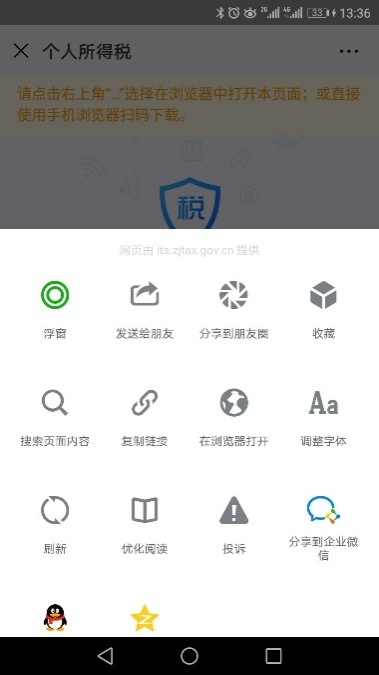 33 13:36
个人所得税
请点击右上角"..."选择在浏览器中打开本页面；或直接
使用手机浏览器扫码下载。
税
网页由 its.zjtax.gov.cn 提供
浮窗 发送给朋友 分享到朋友圈 收藏
搜索页面内容 复制链接 在浏览器打开 调整字体
Aa
刷新 优化阅读 投诉 分享到企业微
信